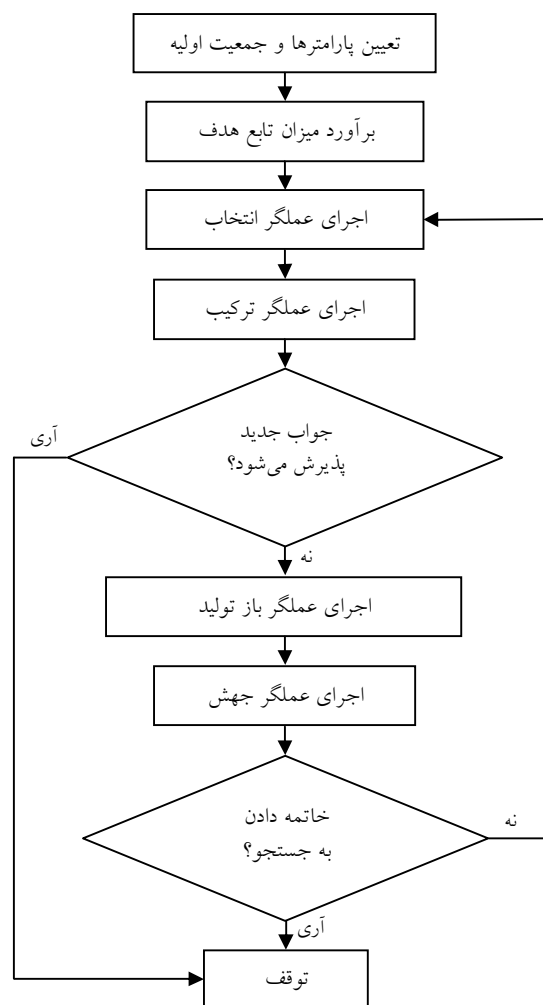 تعیین پارامترها و جمعیت اولیه
برآورد میزان تابع هدف
اجرای عملگر انتخاب
اجرای عملگر ترکیب
جواب جدید
پذیرش می‌شود؟
آری
نه
اجرای عملگر باز تولید
اجرای عملگر جهش
خاتمه دادن
به جستجو؟
نه
آری
توقف